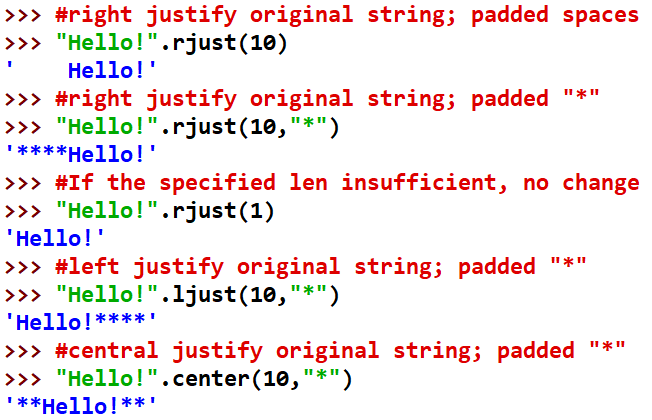 >>> #right justify original string; padded spaces
>>> "Hello!".rjust(10)
'    Hello!'
>>> #right justify original string; padded "*"
>>> "Hello!".rjust(10,"*")
'****Hello!'
>>> #If the specified len insufficient, no change
>>> "Hello!".rjust(1)
'Hello!'
>>> #left justify original string; padded "*"
>>> "Hello!".ljust(10,"*")
'Hello!****'
>>> #central justify original string; padded "*"
>>> "Hello!".center(10,"*")
'**Hello!**'